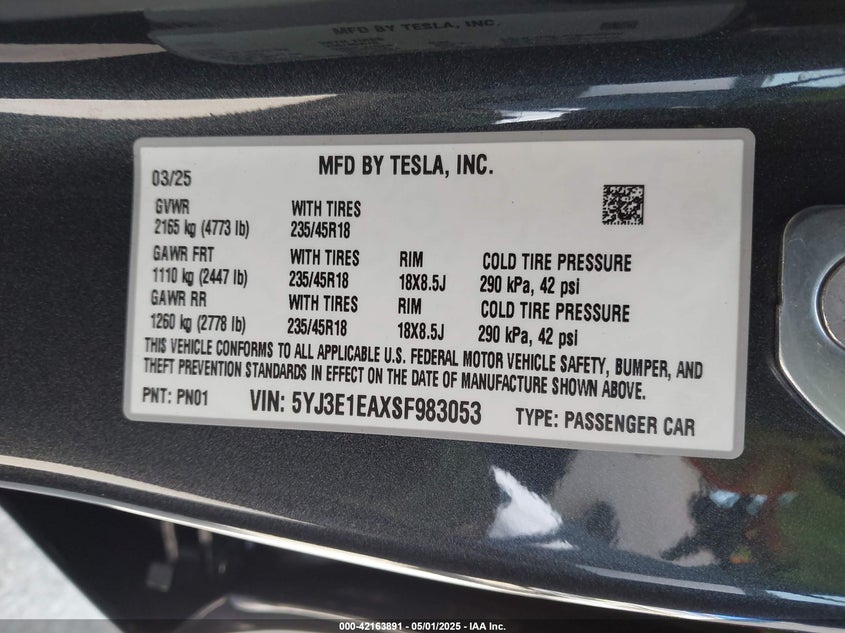 MFD BY TESLA, INC.
MFD BY TESLA, INC.
03/25
GVWR WITH TIRES
2165 kg (4773 lb) 235/45R18
GAWR FRT WITH TIRES RIM COLD TIRE PRESSURE
1110 kg (2447 lb) 235/45R18 18X8.5J 290 kPa, 42 psi
GAWR RR WITH TIRES RIM COLD TIRE PRESSURE
1260 kg (2778 lb) 235/45R18 18X8.5J 290 kPa, 42 psi
THIS VEHICLE CONFORMS TO ALL APPLICABLE U.S. FEDERAL MOTOR VEHICLE SAFETY, BUMPER, AND
THEFT PREVENTION STANDARDS IN EFFECT ON THE DATE OF MANUFACTURE SHOWN ABOVE.
PNT: PN01 VIN: 5YJ3E1EAXSF983053 TYPE: PASSENGER CAR
000-42163891 - 05/01/2025 - IAA Inc.